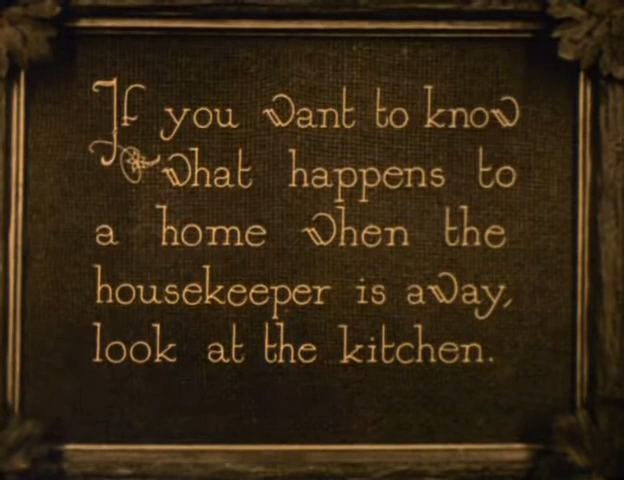 If you want to know
what happens to
a home when the
housekeeper is away,
look at the kitchen.